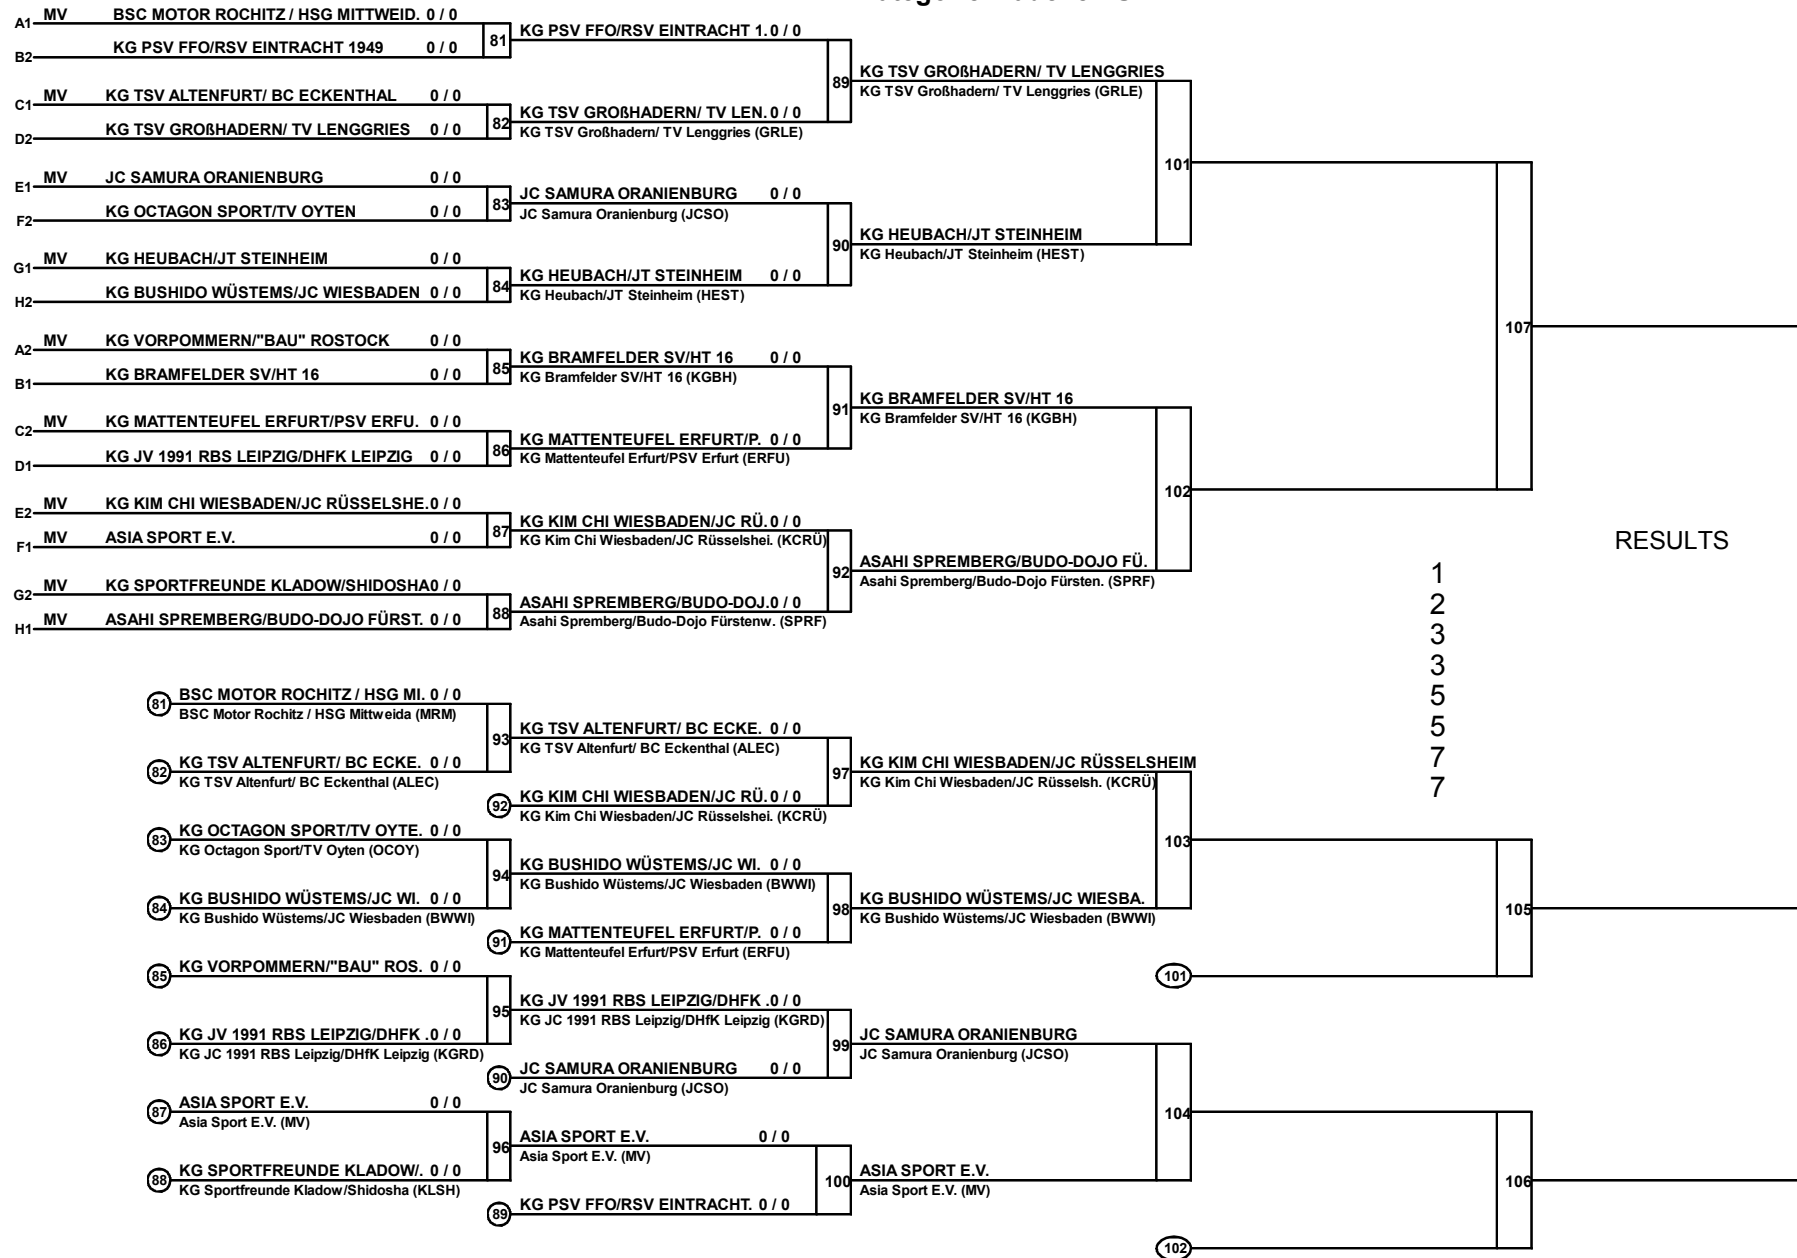 A1 MV BSC MOTOR ROCHITZ / HSG MITTWEID. 0 / 0
B2 KG PSV FFO/RSV EINTRACHT 1949 0 / 0
81 KG PSV FFO/RSV EINTRACHT 1. 0 / 0
C1 MV KG TSV ALTENFURT/ BC ECKENTHAL 0 / 0
D2 KG TSV GROßHADERN/ TV LENGGRIES 0 / 0
82 KG TSV GROßHADERN/ TV LEN. 0 / 0
KG TSV Großhadern/ TV Lenggries (GRLE)
89 KG TSV GROßHADERN/ TV LENGGRIES
KG TSV Großhadern/ TV Lenggries (GRLE)
E1 MV JC SAMURA ORANIENBURG 0 / 0
F2 KG OCTAGON SPORT/TV OYTEN 0 / 0
83 JC SAMURA ORANIENBURG 0 / 0
JC Samura Oranienburg (JCSO)
G1 MV KG HEUBACH/JT STEINHEIM 0 / 0
H2 KG BUSHIDO WÜSTEMS/JC WIESBADEN 0 / 0
84 KG HEUBACH/JT STEINHEIM 0 / 0
KG Heubach/JT Steinheim (HEST)
90 KG HEUBACH/JT STEINHEIM
KG Heubach/JT Steinheim (HEST)
101
A2 MV KG VORPOMMERN/"BAU" ROSTOCK 0 / 0
B1 KG BRAMFELDER SV/HT 16 0 / 0
85 KG BRAMFELDER SV/HT 16 0 / 0
KG Bramfelder SV/HT 16 (KGBH)
C2 MV KG MATTENTEUFEL ERFURT/PSV ERFU. 0 / 0
D1 KG JV 1991 RBS LEIPZIG/DHFK LEIPZIG 0 / 0
86 KG MATTENTEUFEL ERFURT/P. 0 / 0
KG Mattenteufel Erfurt/PSV Erfurt (ERFU)
91 KG BRAMFELDER SV/HT 16
KG Bramfelder SV/HT 16 (KGBH)
E2 MV KG KIM CHI WIESBADEN/JC RÜSSELSHE. 0 / 0
F1 MV ASIA SPORT E.V. 0 / 0
87 KG KIM CHI WIESBADEN/JC RÜ. 0 / 0
KG Kim Chi Wiesbaden/JC Rüsselshei. (KCRÜ)
G2 MV KG SPORTFREUNDE KLADOW/SHIDOSHA 0 / 0
H1 MV ASAHI SPREMBERG/BUDO-DOJO FÜRST. 0 / 0
88 ASAHI SPREMBERG/BUDO-DOJ. 0 / 0
Asahi Spremberg/Budo-Dojo Fürstenw. (SPRF)
92 ASAHI SPREMBERG/BUDO-DOJO FÜ.
Asahi Spremberg/Budo-Dojo Fürsten. (SPRF)
102
107
RESULTS
1
2
3
3
5
5
7
7
81 BSC MOTOR ROCHITZ / HSG MI. 0 / 0
BSC Motor Rochitz / HSG Mittweida (MRM)
82 KG TSV ALTENFURT/ BC ECKE. 0 / 0
KG TSV Altenfurt/ BC Eckenthal (ALEC)
93 KG TSV ALTENFURT/ BC ECKE. 0 / 0
KG TSV Altenfurt/ BC Eckenthal (ALEC)
92 KG KIM CHI WIESBADEN/JC RÜ. 0 / 0
KG Kim Chi Wiesbaden/JC Rüsselshei. (KCRÜ)
97 KG KIM CHI WIESBADEN/JC RÜSSELSHEIM
KG Kim Chi Wiesbaden/JC Rüsselsh. (KCRÜ)
83 KG OCTAGON SPORT/TV OYTE. 0 / 0
KG Octagon Sport/TV Oyten (OCOY)
84 KG BUSHIDO WÜSTEMS/JC WI. 0 / 0
KG Bushido Wüstems/JC Wiesbaden (BWWI)
94 KG BUSHIDO WÜSTEMS/JC WI. 0 / 0
KG Bushido Wüstems/JC Wiesbaden (BWWI)
91 KG MATTENTEUFEL ERFURT/P. 0 / 0
KG Mattenteufel Erfurt/PSV Erfurt (ERFU)
98 KG BUSHIDO WÜSTEMS/JC WIESBA.
KG Bushido Wüstems/JC Wiesbaden (BWWI)
103
101
105
85 KG VORPOMMERN/"BAU" ROS. 0 / 0
86 KG JV 1991 RBS LEIPZIG/DHFK . 0 / 0
KG JC 1991 RBS Leipzig/DHfK Leipzig (KGRD)
95 KG JV 1991 RBS LEIPZIG/DHFK . 0 / 0
KG JC 1991 RBS Leipzig/DHfK Leipzig (KGRD)
90 JC SAMURA ORANIENBURG 0 / 0
JC Samura Oranienburg (JCSO)
99 JC SAMURA ORANIENBURG
JC Samura Oranienburg (JCSO)
87 ASIA SPORT E.V. 0 / 0
Asia Sport E.V. (MV)
88 KG SPORTFREUNDE KLADOW/. 0 / 0
KG Sportfreunde Kladow/Shidosha (KLSH)
96 ASIA SPORT E.V. 0 / 0
Asia Sport E.V. (MV)
89 KG PSV FFO/RSV EINTRACHT. 0 / 0
100 ASIA SPORT E.V.
Asia Sport E.V. (MV)
104
102
106